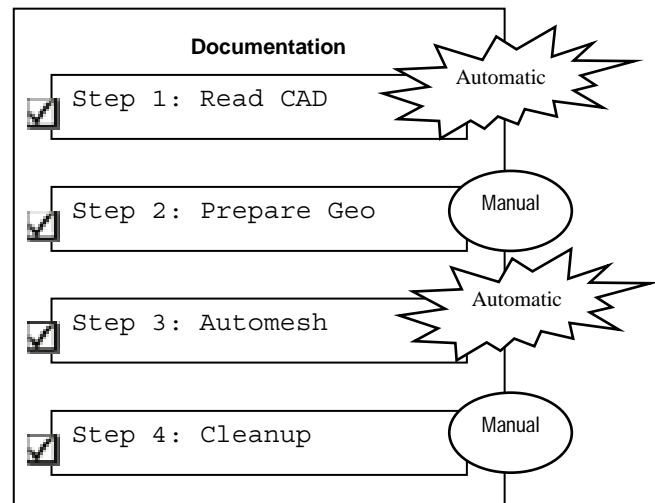 Documentation
Automatic
Step 1: Read CAD
Manual
Step 2: Prepare Geo
Automatic
Step 3: Automesh
Manual
Step 4: Cleanup